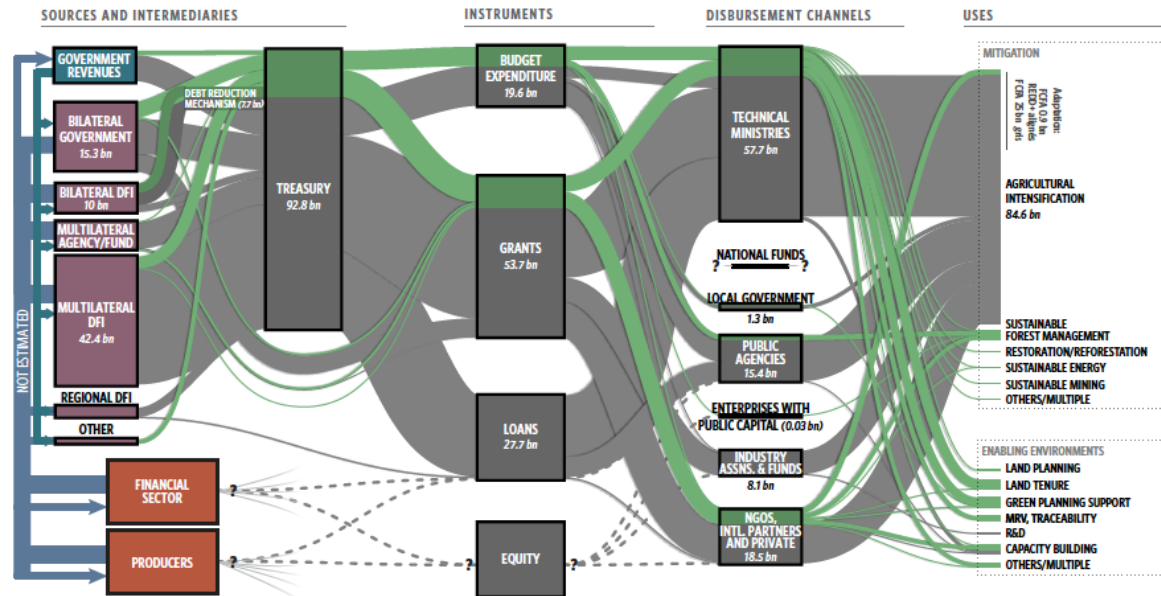 SOURCES AND INTERMEDIARIES
INSTRUMENTS
DISBURSEMENT CHANNELS
USES
GOVERNMENT
REVENUES
BILATERAL
GOVERNMENT
15.3 bn
BILATERAL DFI
10 bn
MULTILATERAL
AGENCY/FUND
MULTILATERAL
DFI
42.4 bn
REGIONAL DFI
OTHER
FINANCIAL
SECTOR
?
PRODUCERS
?
NOT ESTIMATED
DEBT REDUCTION
MECHANISM (7.7 bn)
TREASURY
92.8 bn
BUDGET
EXPENDITURE
19.6 bn
GRANTS
53.7 bn
LOANS
27.7 bn
?
EQUITY
?
TECHNICAL
MINISTRIES
57.7 bn
NATIONAL FUNDS
? ?
LOCAL GOVERNMENT
1.3 bn
PUBLIC
AGENCIES
15.4 bn
ENTERPRISES WITH
PUBLIC CAPITAL (0.03 bn)
INDUSTRY
ASSNS. & FUNDS
8.1 bn
NGOS,
INTL. PARTNERS
AND PRIVATE
18.5 bn
MITIGATION
Adaptation:
FCFA 0.9 bn
REDD+ alignés
FCFA 25 bn gris
AGRICULTURAL
INTENSIFICATION
84.6 bn
SUSTAINABLE
FOREST MANAGEMENT
RESTORATION/REFORESTATION
SUSTAINABLE ENERGY
SUSTAINABLE MINING
OTHERS/MULTIPLE
ENABLING ENVIRONMENTS
LAND PLANNING
LAND TENURE
GREEN PLANNING SUPPORT
MRV, TRACEABILITY
R&D
CAPACITY BUILDING
OTHERS/MULTIPLE